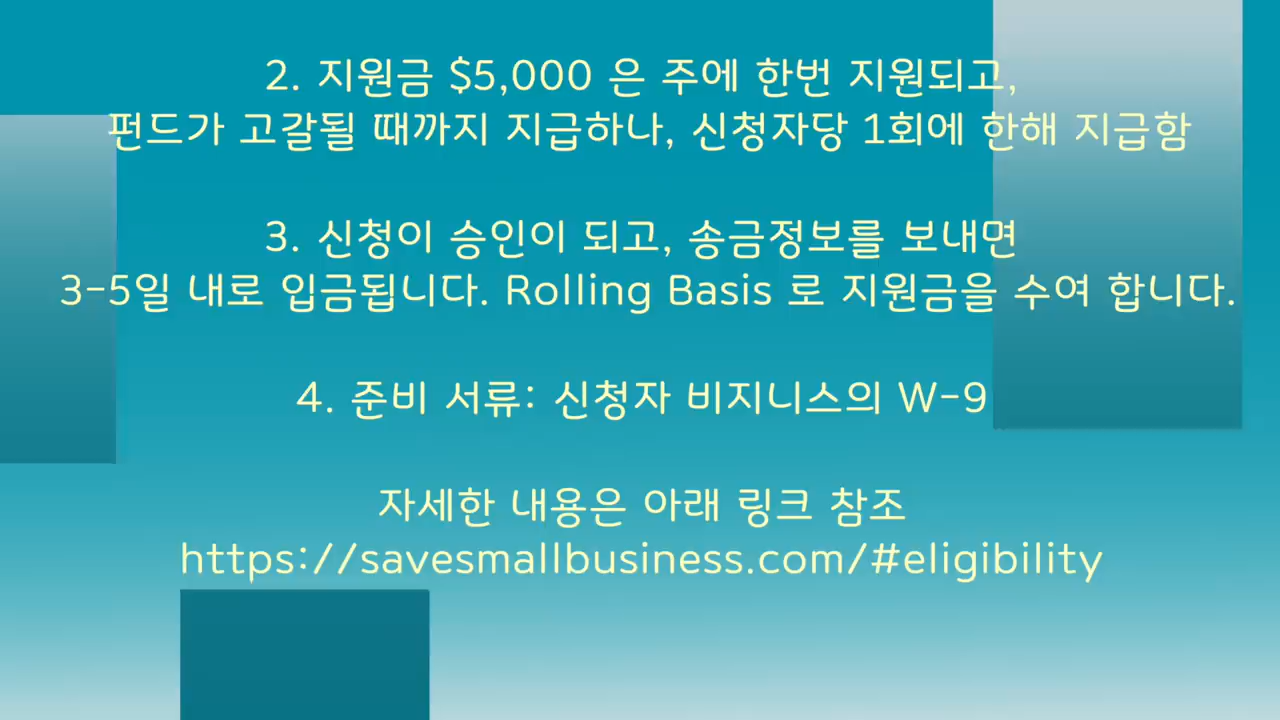 2. 지원금 $5,000 은 주에 한번 지원되고,
펀드가 고갈될 때까지 지급하나, 신청자당 1회에 한해 지급함
3. 신청이 승인이 되고, 송금정보를 보내면
3-5일 내로 입금됩니다. Rolling Basis 로 지원금을 수여 합니다.
4. 준비 서류: 신청자 비지니스의 W-9
자세한 내용은 아래 링크 참조
https://savesmallbusiness.com/#eligibility